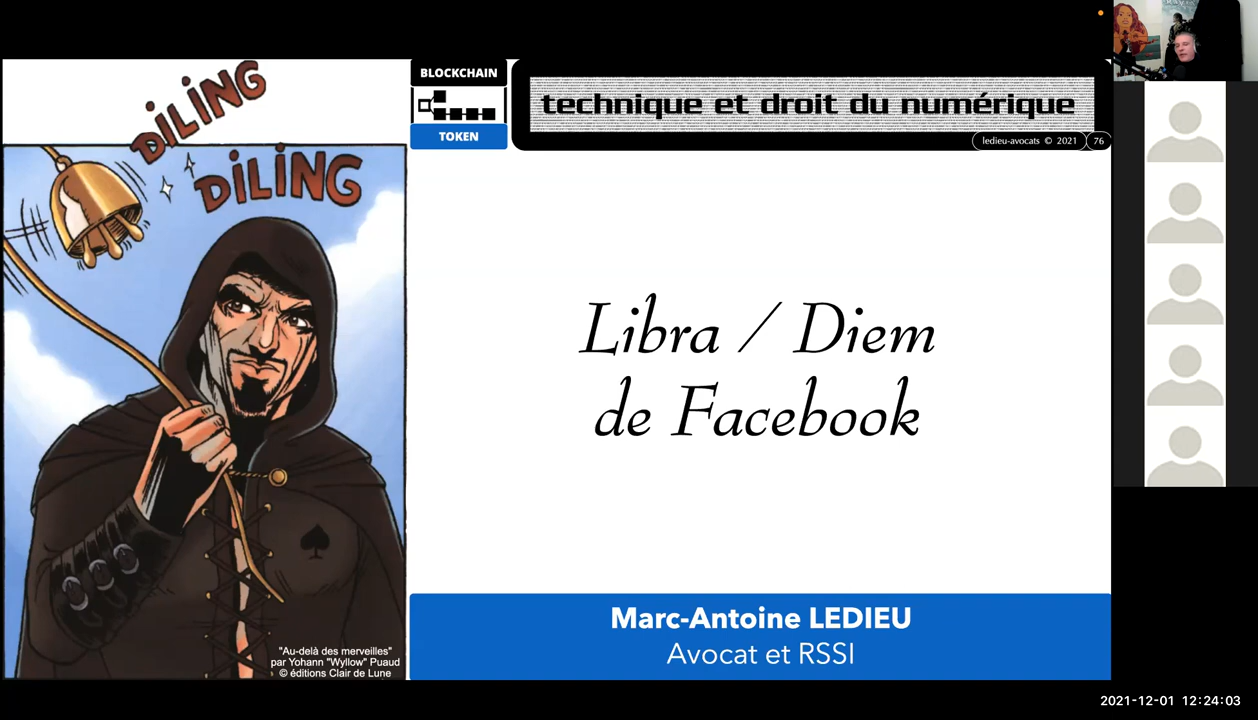 DILING
DILING
BLOCKCHAIN
TOKEN
technique et droit du numérique
ledieu-avocats © 2021 76
Libra / Diem
de Facebook
Marc-Antoine LEDIEU
Avocat et RSSI
"Au-delà des merveilles"
par Yohann "Wyllow" Puaud
© éditions Clair de Lune
2021-12-01 12:24:03